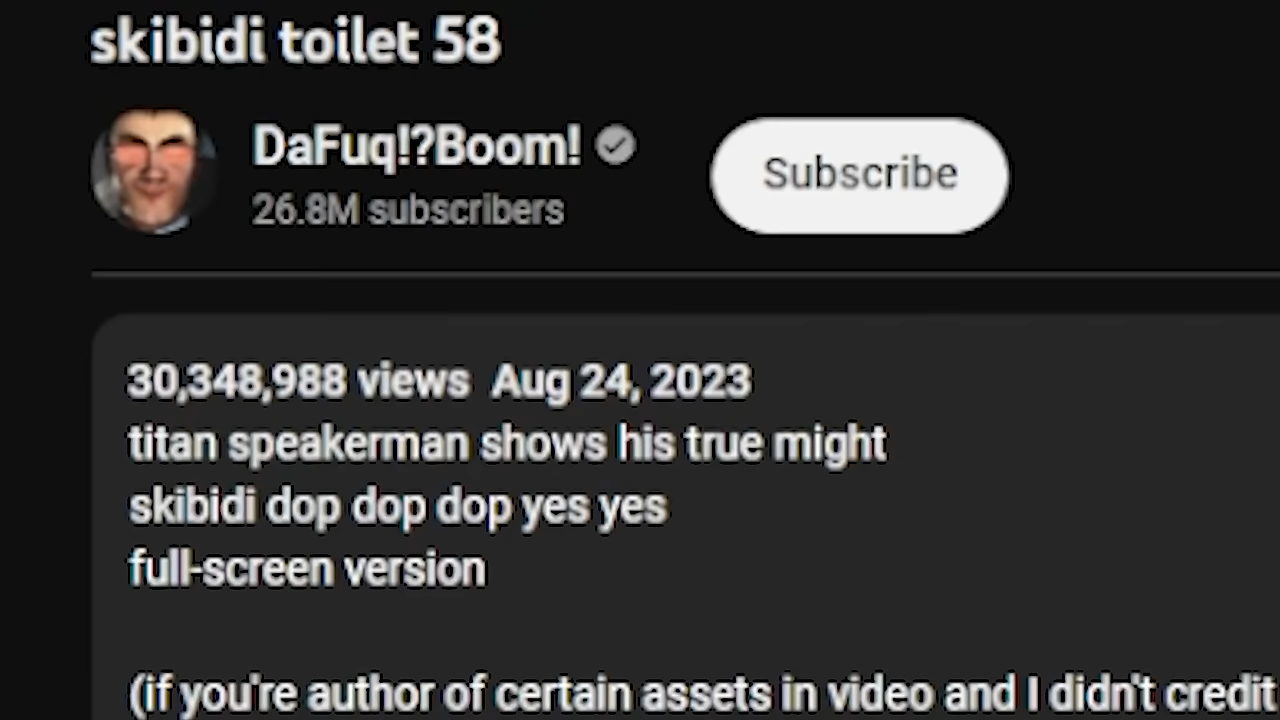 skibidi toilet 58
DaFuq!?Boom!
26.8M subscribers
Subscribe
30,348,988 views Aug 24, 2023
titan speakerman shows his true might
skibidi dop dop dop yes yes
full-screen version
(if you're author of certain assets in video and I didn't credit